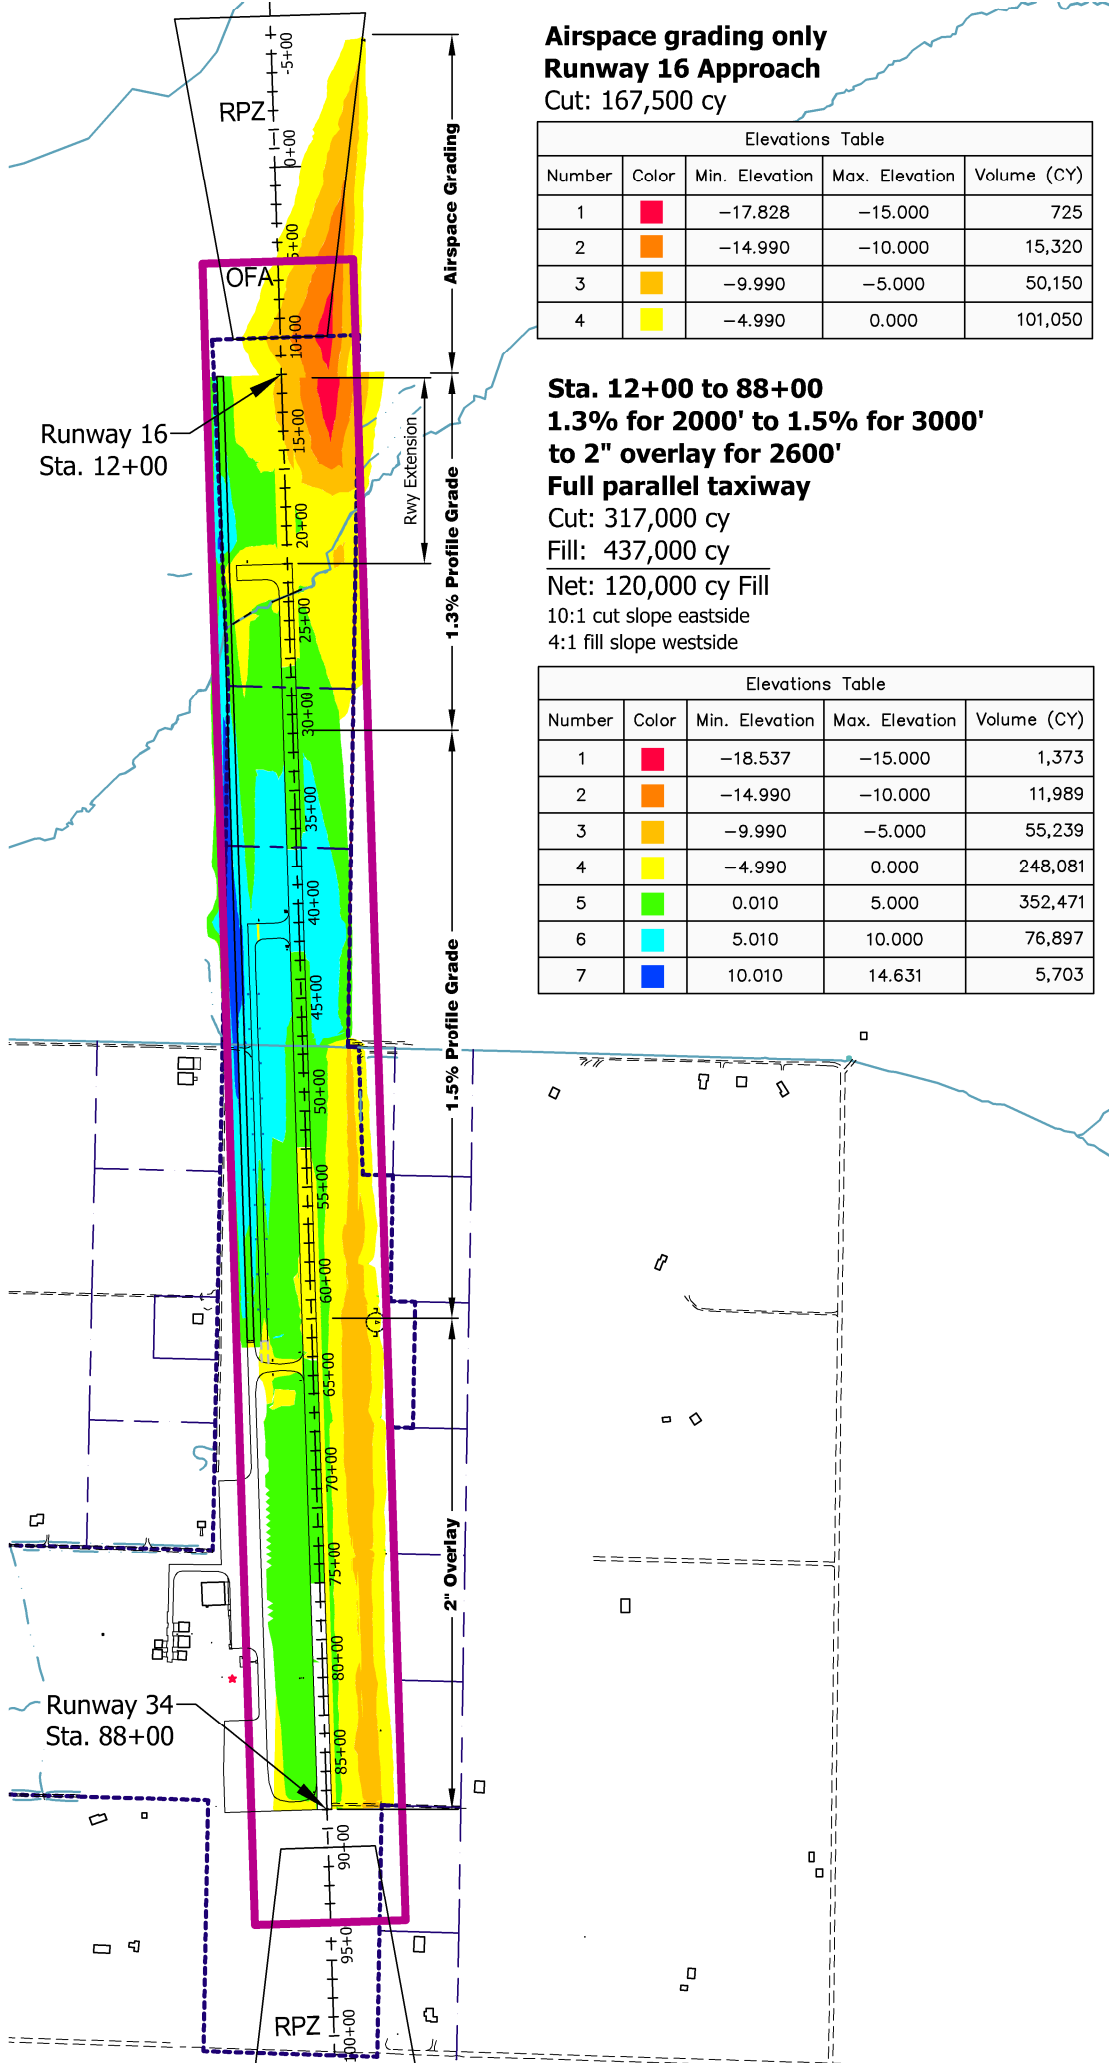 Airspace grading only
Runway 16 Approach
Cut: 167,500 cy
Elevations Table
Number Color Min. Elevation Max. Elevation Volume (CY)
1 -17.828 -15.000 725
2 -14.990 -10.000 15,320
3 -9.990 -5.000 50,150
4 -4.990 0.000 101,050
Sta. 12+00 to 88+00
1.3% for 2000' to 1.5% for 3000'
to 2" overlay for 2600'
Full parallel taxiway
Cut: 317,000 cy
Fill: 437,000 cy
Net: 120,000 cy Fill
10:1 cut slope eastside
4:1 fill slope westside
Elevations Table
Number Color Min. Elevation Max. Elevation Volume (CY)
1 -18.537 -15.000 1,373
2 -14.990 -10.000 11,989
3 -9.990 -5.000 55,239
4 -4.990 0.000 248,081
5 0.010 5.000 352,471
6 5.010 10.000 76,897
7 10.010 14.631 5,703
RPZ
OFA
Runway 16
Sta. 12+00
Runway 34
Sta. 88+00
RPZ
-5+00
0+00
5+00
10+00
15+00
20+00
25+00
30+00
35+00
40+00
45+00
50+00
55+00
60+00
65+00
70+00
75+00
80+00
85+00
90+00
95+0
100+00
Airspace Grading
Rwy Extension
1.3% Profile Grade
1.5% Profile Grade
2" Overlay